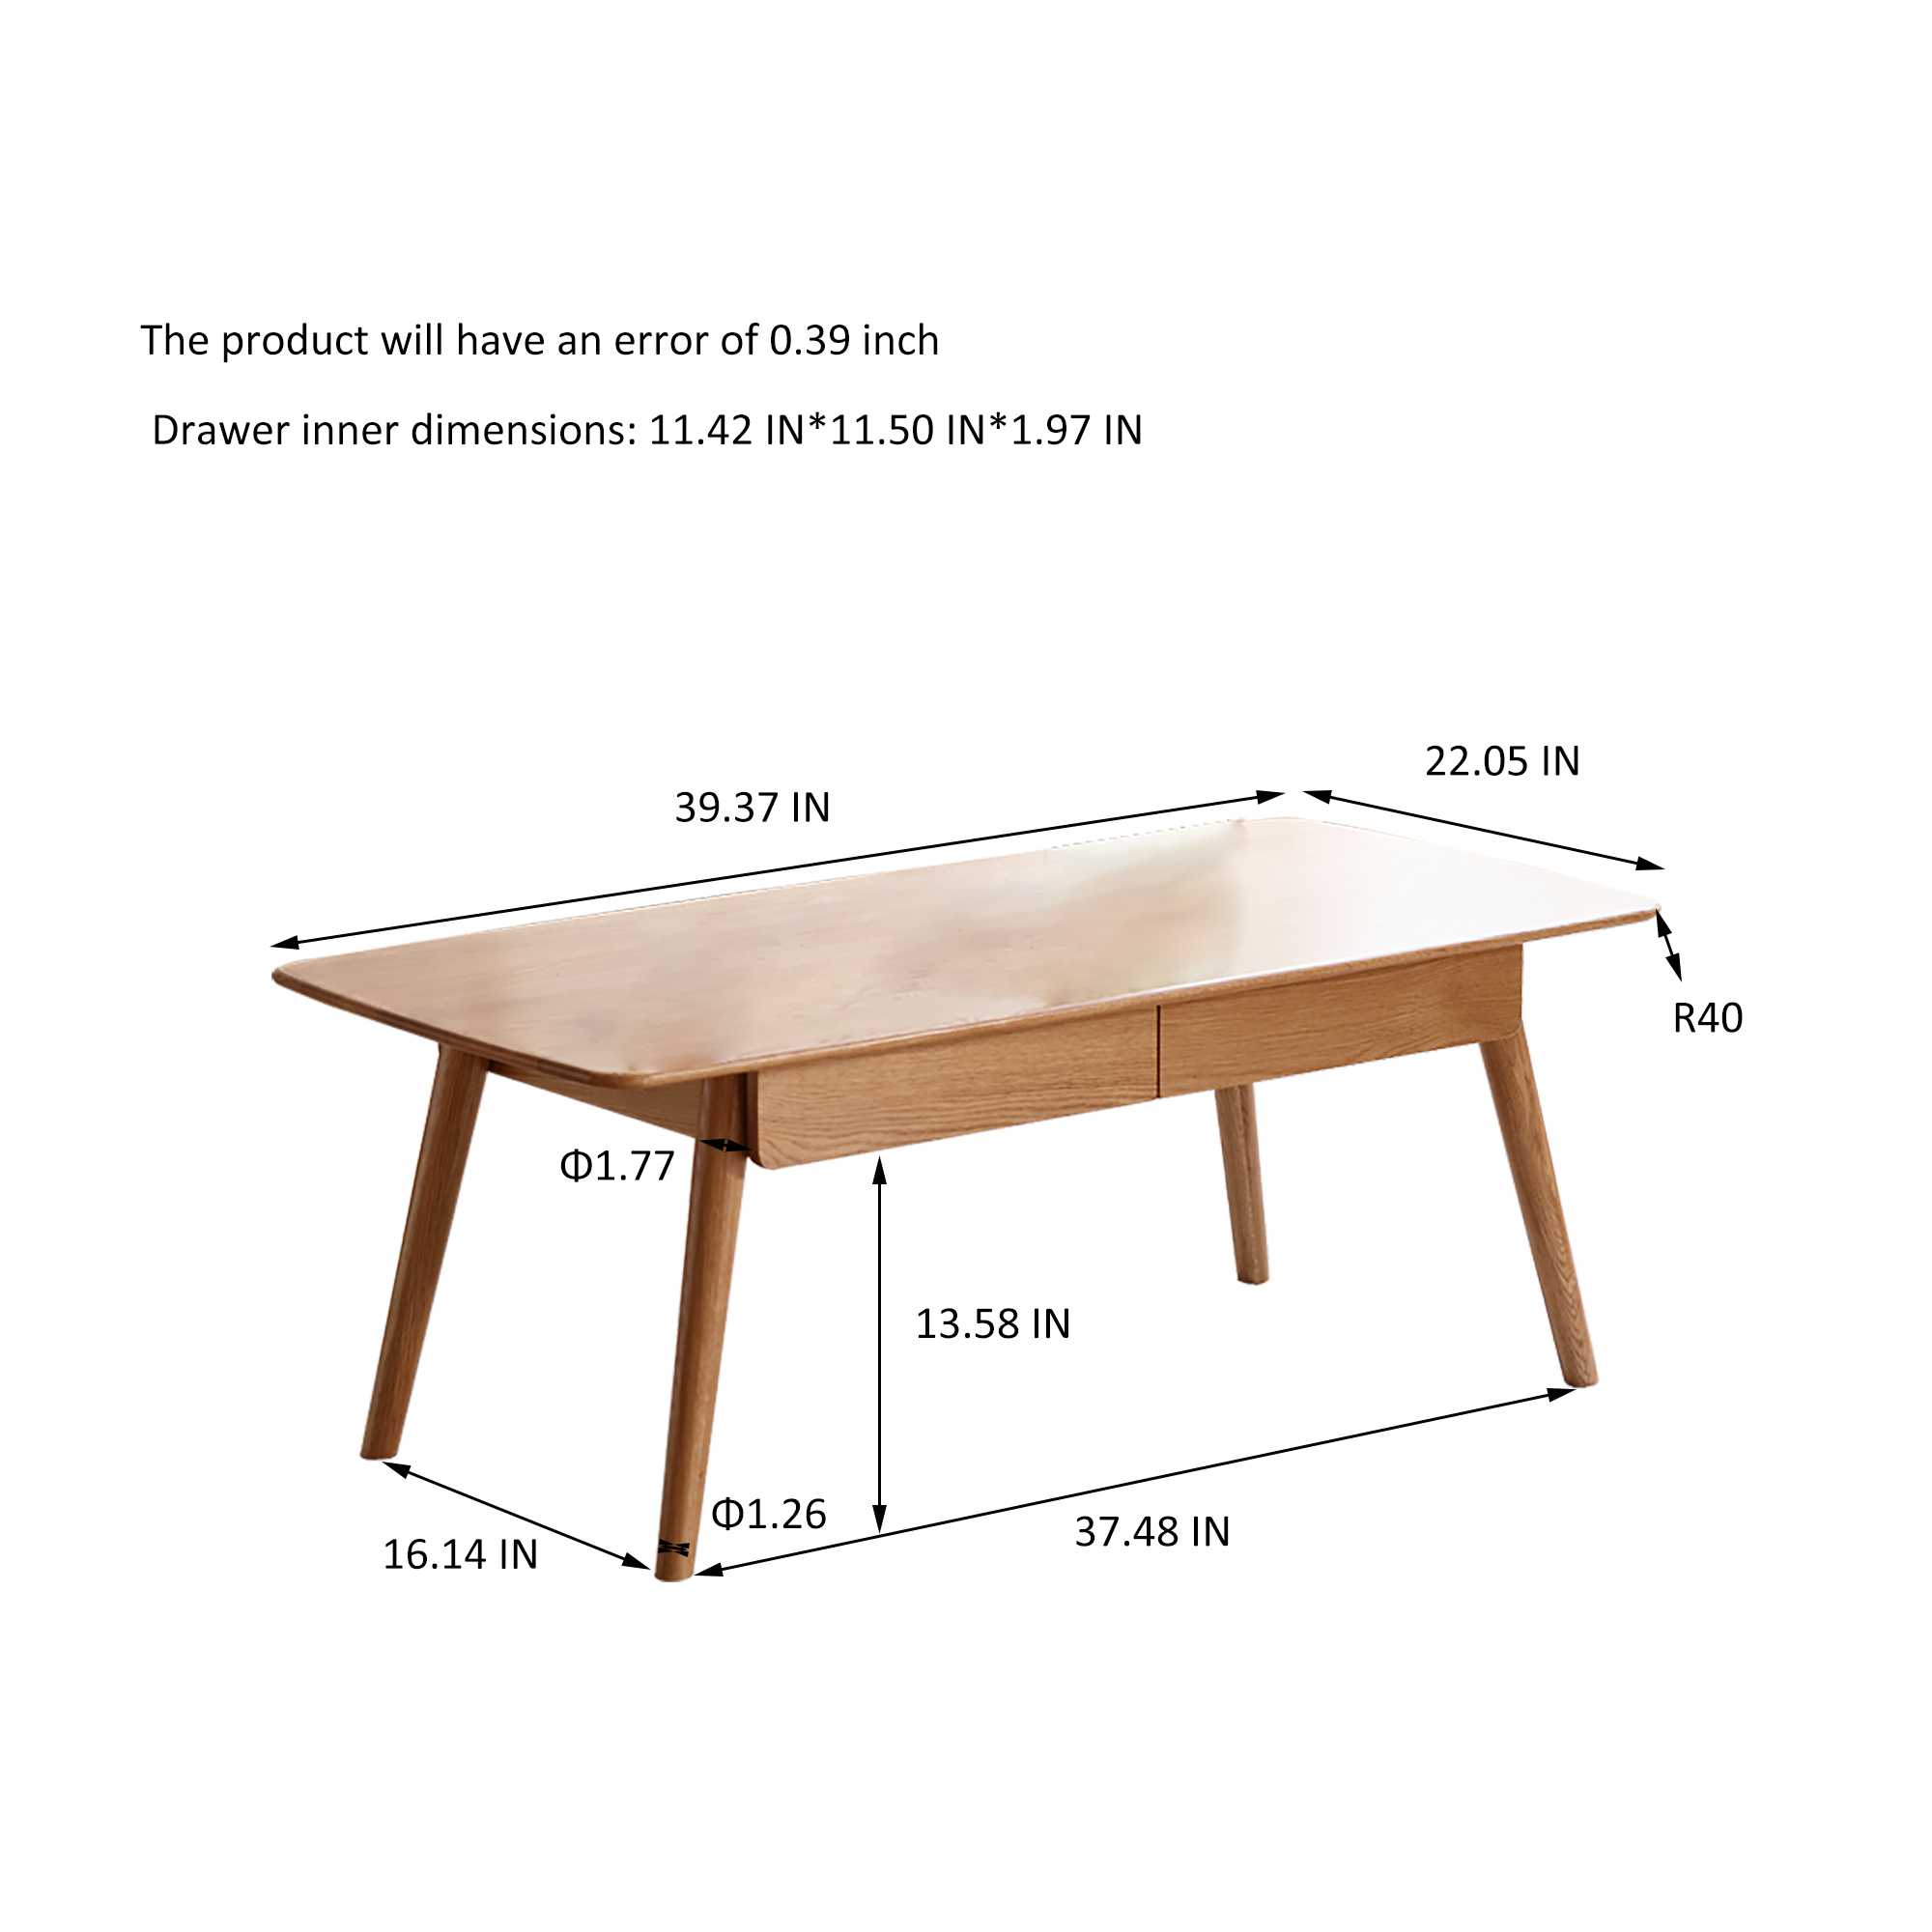 The product will have an error of 0.39 inch
Drawer inner dimensions: 11.42 IN*11.50 IN*1.97 IN
22.05 IN
39.37 IN
R40
Φ1.77
13.58 IN
Φ1.26
37.48 IN
16.14 IN